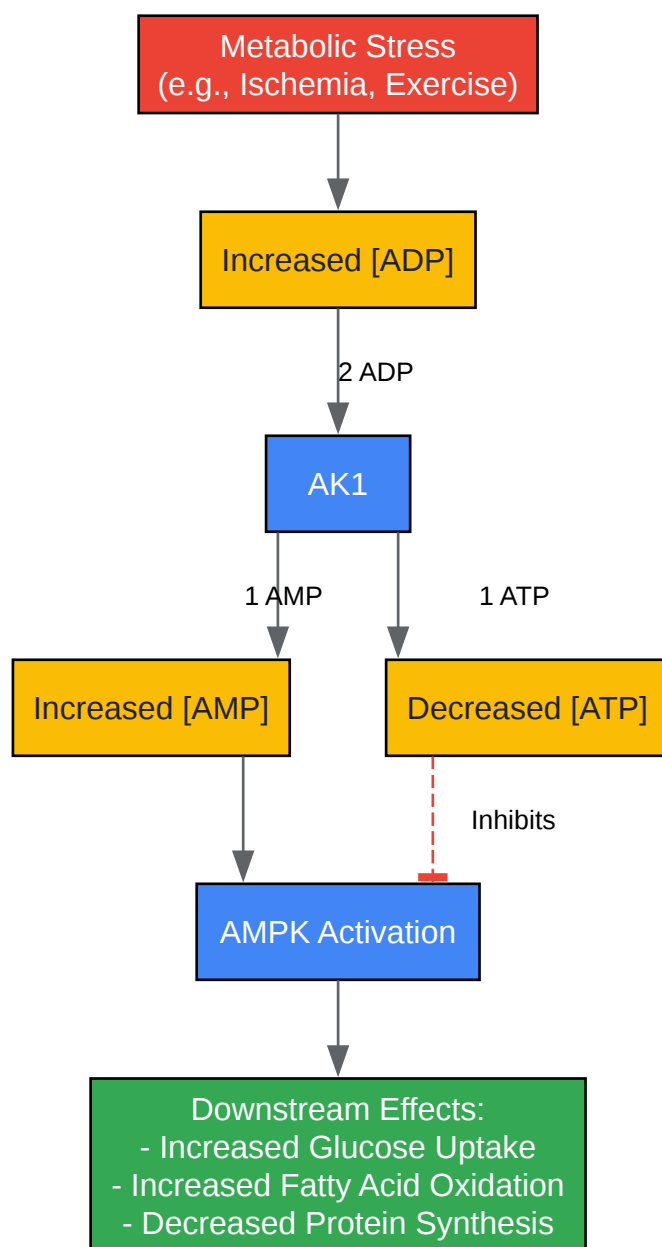 Metabolic Stress
(e.g., Ischemia, Exercise)
Increased [ADP]
2 ADP
AK1
1 AMP
1 ATP
Increased [AMP]
Decreased [ATP]
Inhibits
AMPK Activation
Downstream Effects:
- Increased Glucose Uptake
- Increased Fatty Acid Oxidation
- Decreased Protein Synthesis